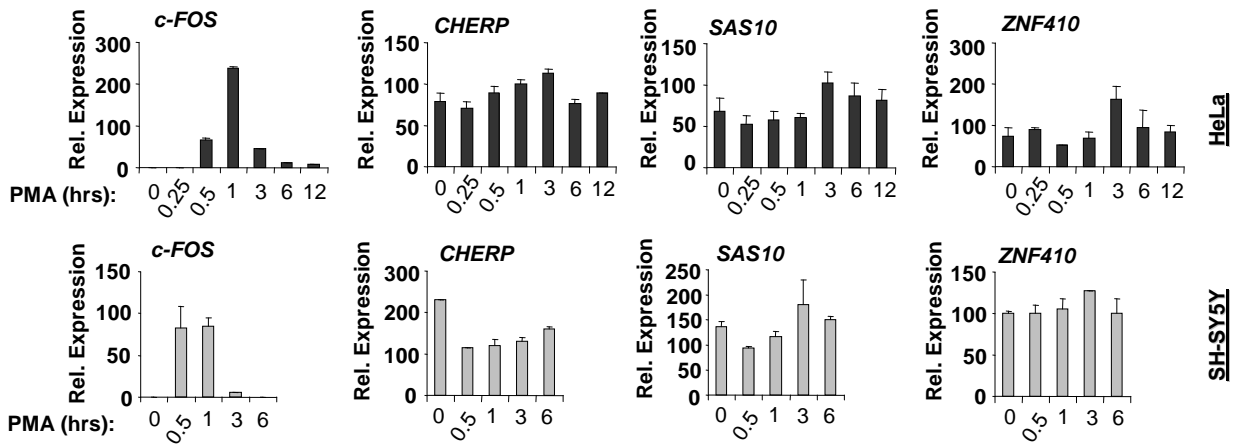 c-FOS
Rel. Expression
300
200
100
0
PMA (hrs):
0 0.25 0.5 1 3 6 12
CHERP
Rel. Expression
150
100
50
0
0 0.25 0.5 1 3 6 12
SAS10
Rel. Expression
150
100
50
0
0 0.25 0.5 1 3 6 12
ZNF410
Rel. Expression
300
200
100
0
0 0.25 0.5 1 3 6 12
HeLa
c-FOS
Rel. Expression
150
100
50
0
PMA (hrs):
0 0.5 1 3 6
CHERP
Rel. Expression
300
200
100
0
0 0.5 1 3 6
SAS10
Rel. Expression
250
200
150
100
50
0
0 0.5 1 3 6
ZNF410
Rel. Expression
150
100
50
0
0 0.5 1 3 6
SH-SY5Y